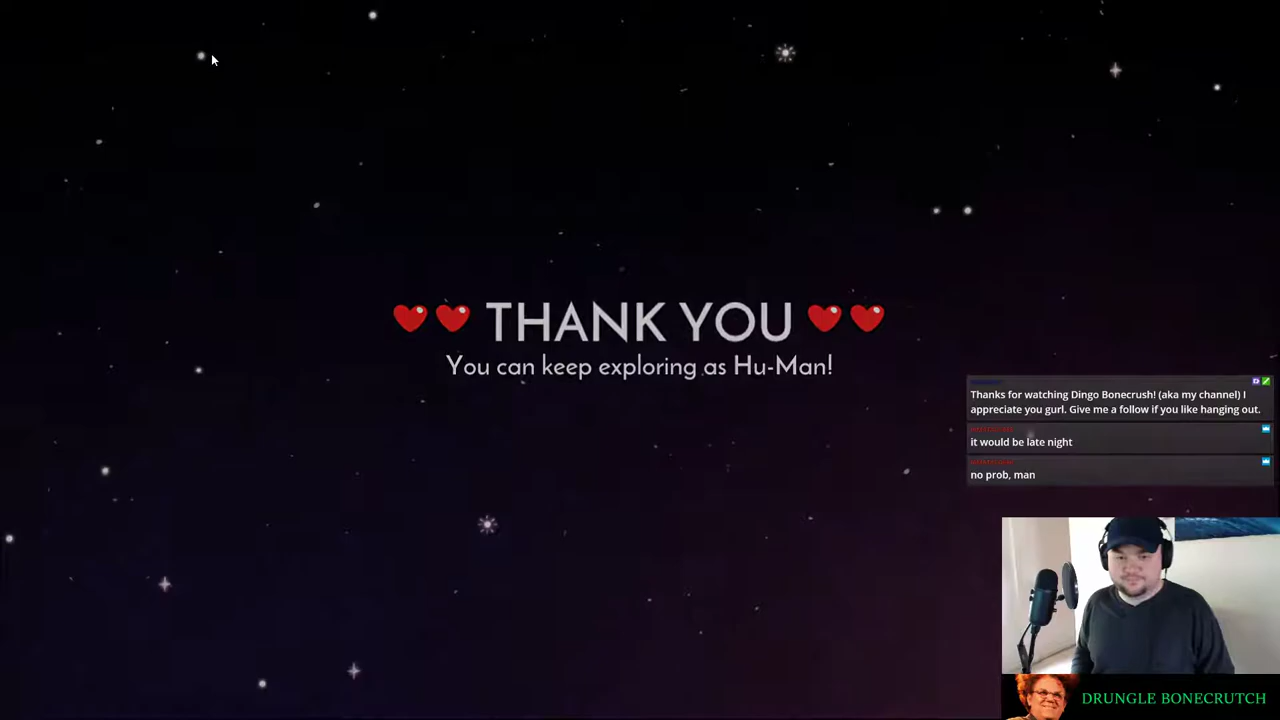 THANK YOU
You can keep exploring as Hu-Man!
Thanks for watching Dingo Bonecrush! (aka my channel) I
appreciate you gurl. Give me a follow if you like hanging out.
it would be late night
no prob, man
DRUNGLE BONECRUTCH